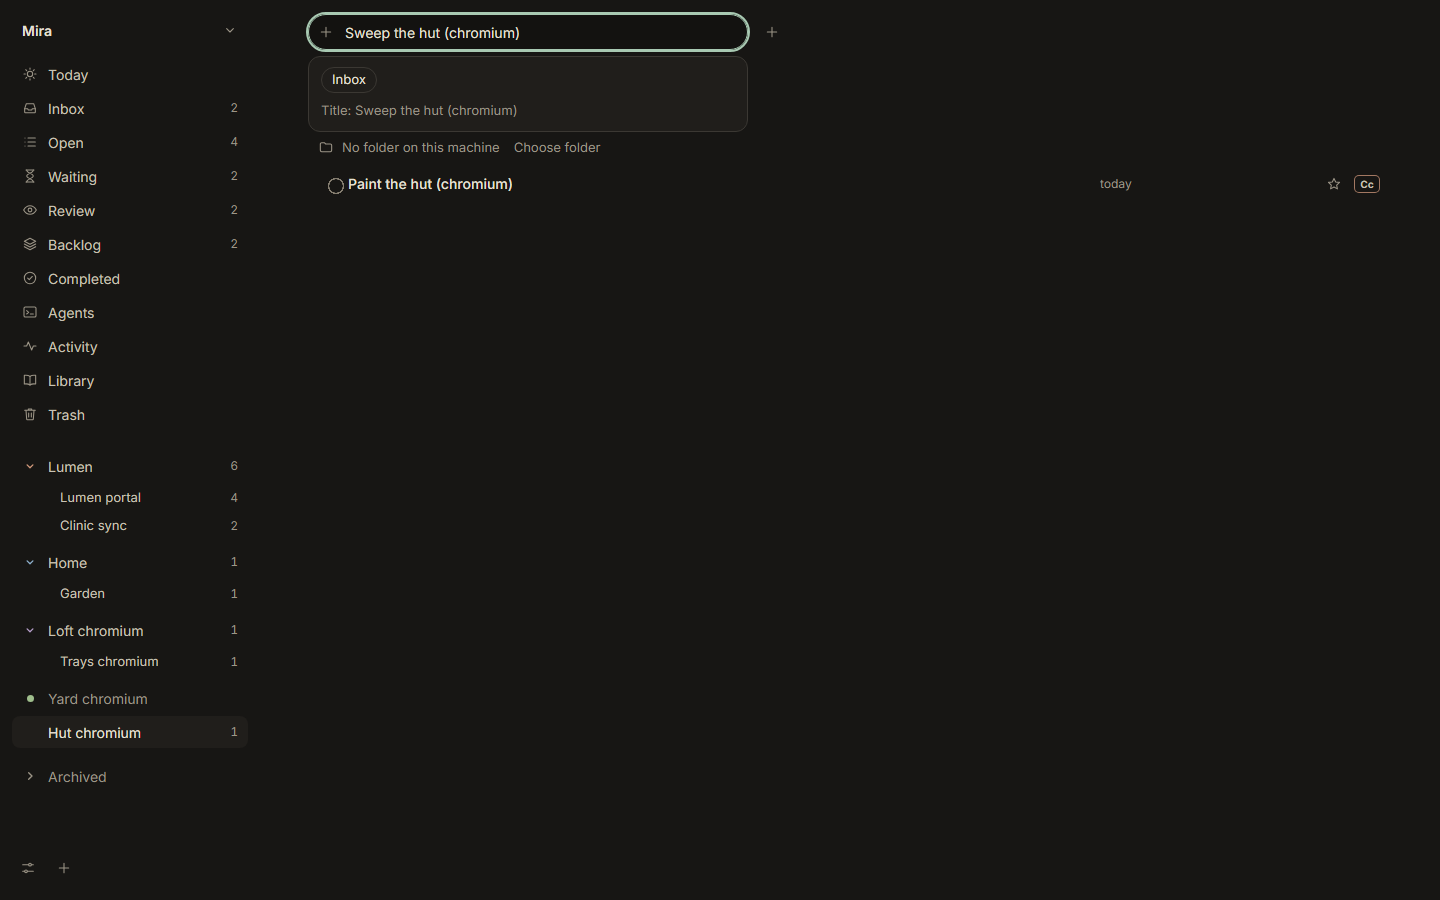 Mira
Today
Inbox 2
Open 4
Waiting 2
Review 2
Backlog 2
Completed
Agents
Activity
Library
Trash
Lumen 6
Lumen portal 4
Clinic sync 2
Home 1
Garden 1
Loft chromium 1
Trays chromium 1
Yard chromium
Hut chromium 1
Archived
Sweep the hut (chromium)
Inbox
Title: Sweep the hut (chromium)
No folder on this machine Choose folder
Paint the hut (chromium) today Cc